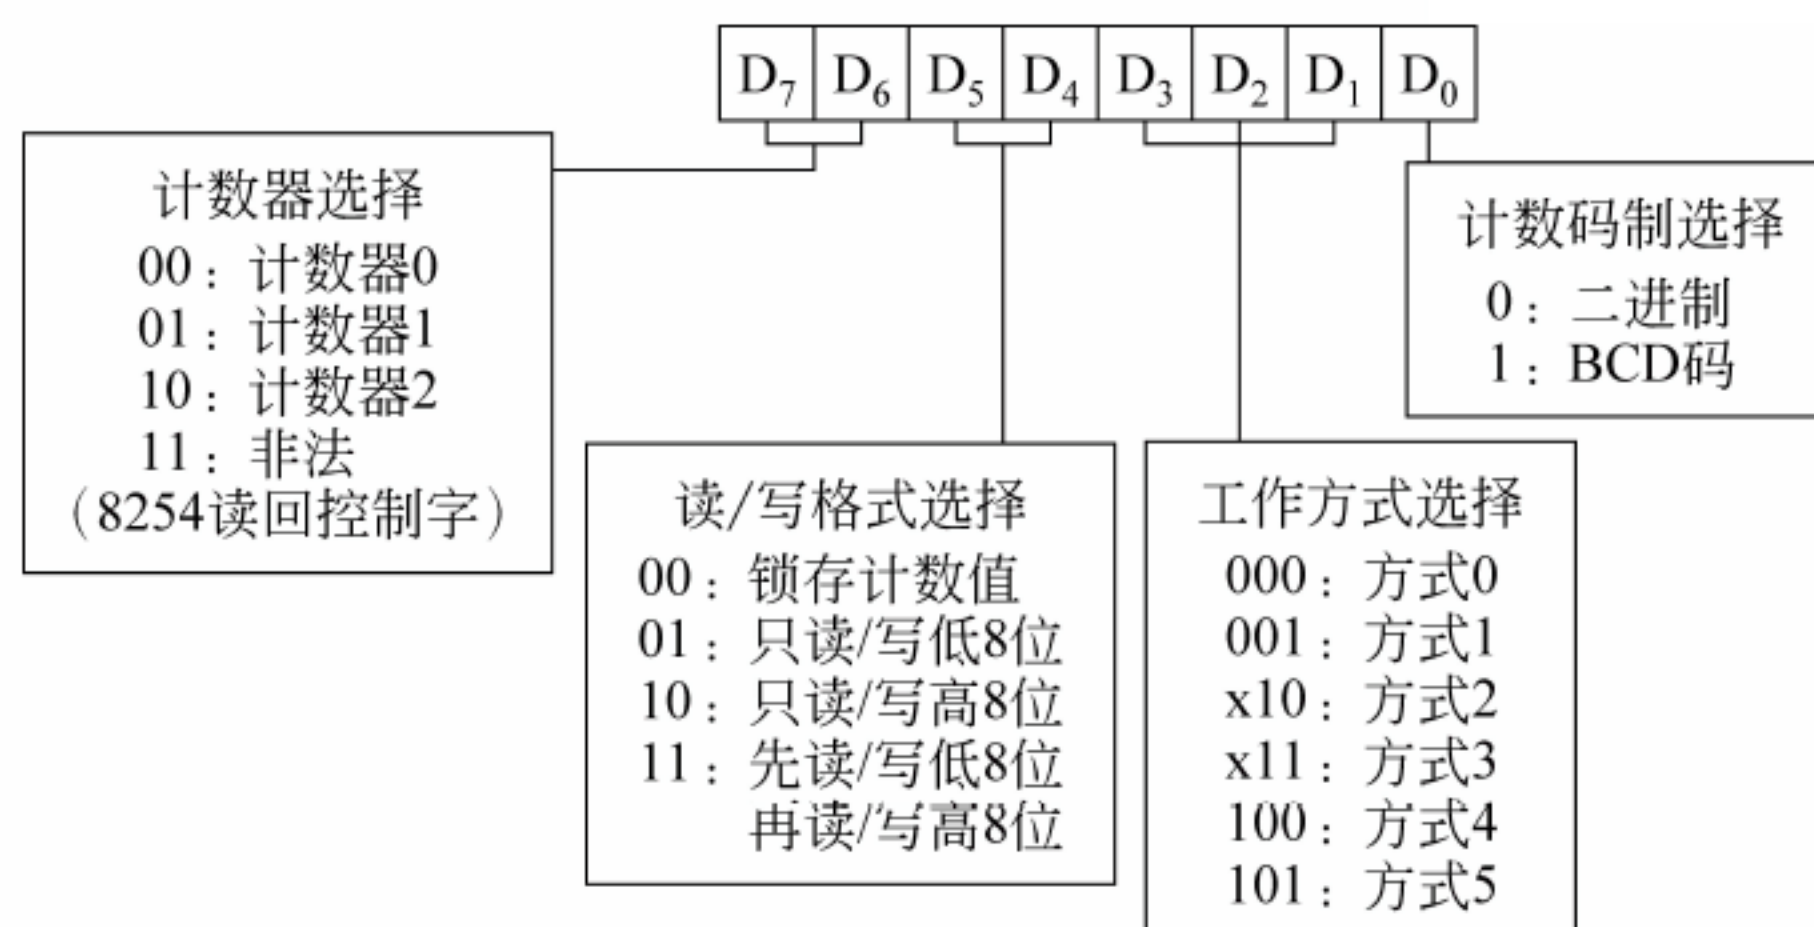 D7 D6 D5 D4 D3 D2 D1 D0
计数器选择
00：计数器0
01：计数器1
10：计数器2
11：非法
（8254读回控制字）
读/写格式选择
00：锁存计数值
01：只读/写低8位
10：只读/写高8位
11：先读/写低8位
再读/写高8位
工作方式选择
000：方式0
001：方式1
x10：方式2
x11：方式3
100：方式4
101：方式5
计数码制选择
0：二进制
1：BCD码